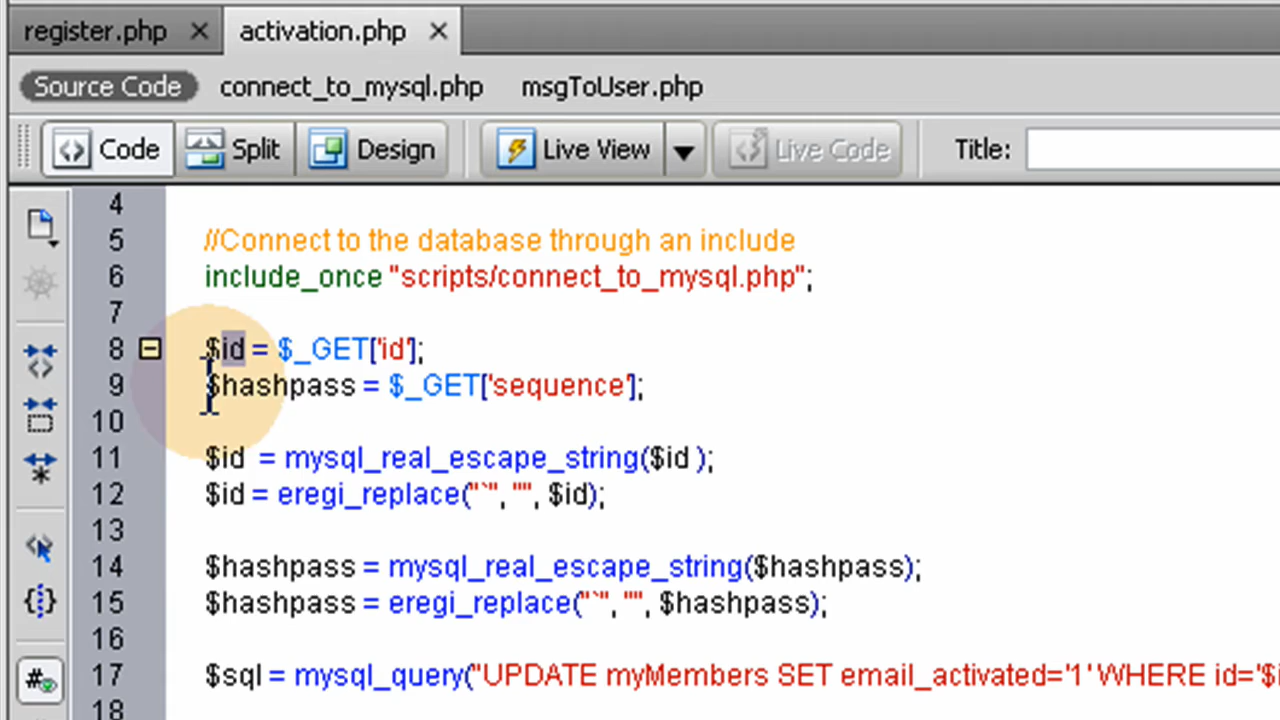 register.php activation.php
Source Code connect_to_mysql.php msgToUser.php
Code Split Design Live View Live Code Title:
4
5 //Connect to the database through an include
6 include_once "scripts/connect_to_mysql.php";
7
8 $id = $_GET['id'];
9 $hashpass = $_GET['sequence'];
10
11 $id  = mysql_real_escape_string($id );
12 $id = eregi_replace("`", "", $id);
13
14 $hashpass = mysql_real_escape_string($hashpass);
15 $hashpass = eregi_replace("`", "", $hashpass);
16
17 $sql = mysql_query("UPDATE myMembers SET email_activated='1' WHERE id='$i
18